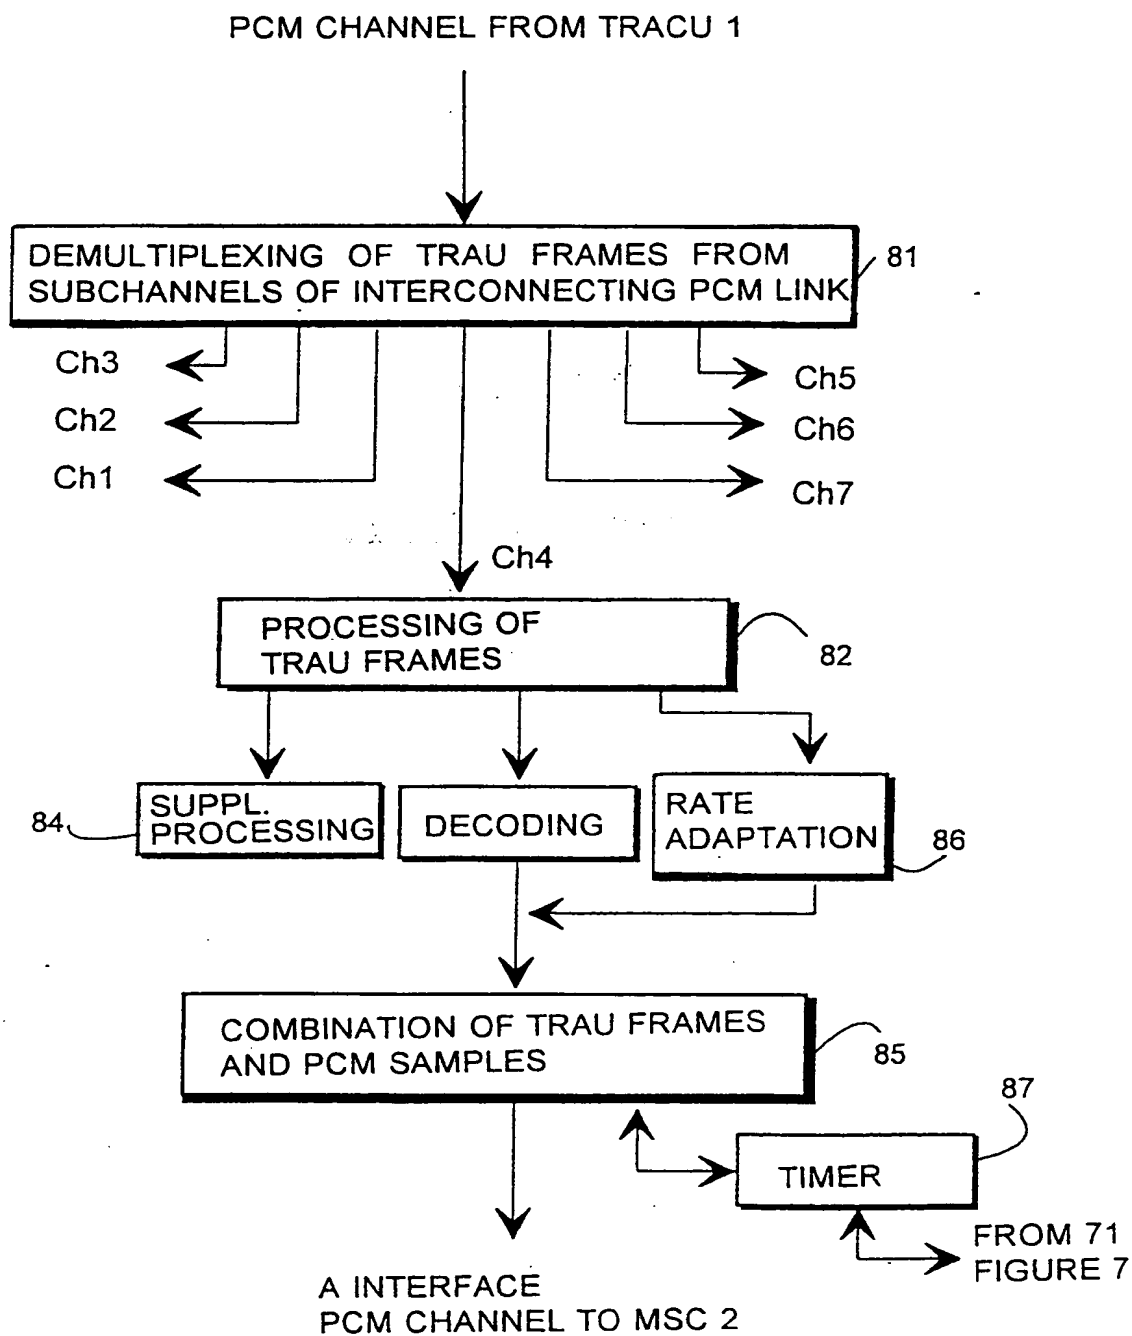 PCM CHANNEL FROM TRACU 1
DEMULTIPLEXING OF TRAU FRAMES FROM
SUBCHANNELS OF INTERCONNECTING PCM LINK
81
Ch3
Ch5
Ch2
Ch6
Ch1
Ch7
Ch4
PROCESSING OF
TRAU FRAMES
82
84
SUPPL.
PROCESSING
DECODING
RATE
ADAPTATION
86
COMBINATION OF TRAU FRAMES
AND PCM SAMPLES
85
87
TIMER
FROM 71
FIGURE 7
A INTERFACE
PCM CHANNEL TO MSC 2